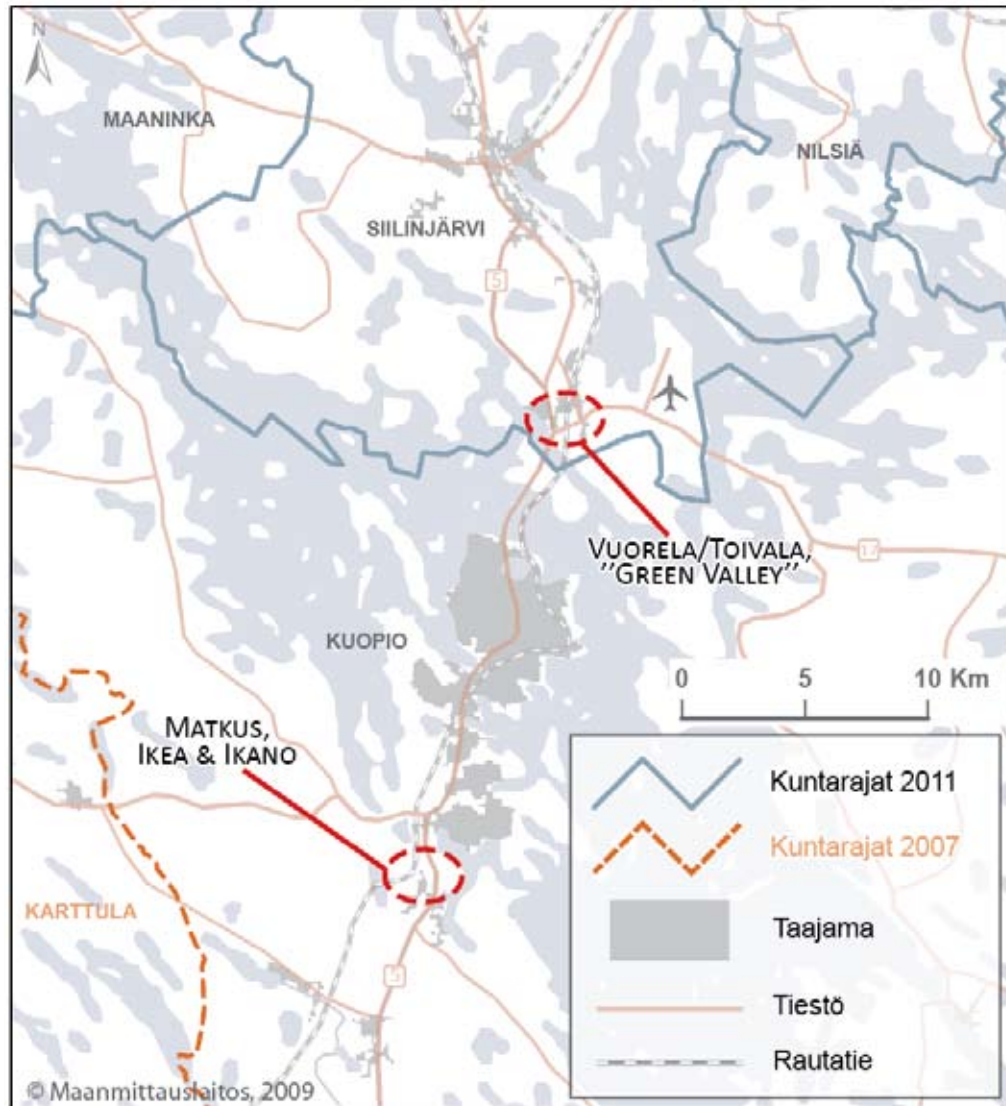 N
MAANINKA
NILSIÄ
SIILINJÄRVI
5
VUORELA/TOIVALA,
"GREEN VALLEY"
17
KUOPIO
0 5 10 Km
MATKUS,
IKEA & IKANO
Kuntarajat 2011
Kuntarajat 2007
KARTTULA
Taajama
5
Tiestö
Rautatie
© Maanmittauslaitos, 2009